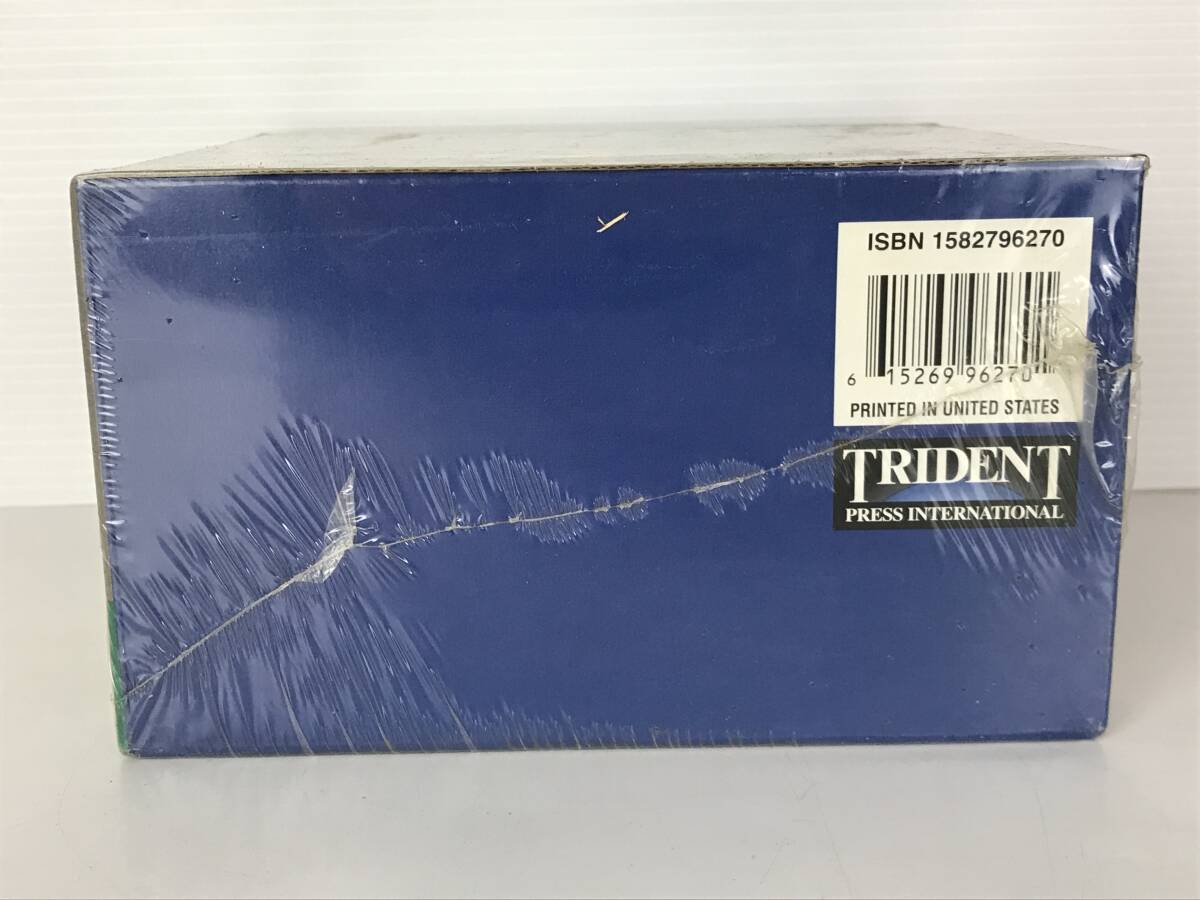 ISBN 1582796270
6 15269 96270
PRINTED IN UNITED STATES
TRIDENT
PRESS INTERNATIONAL